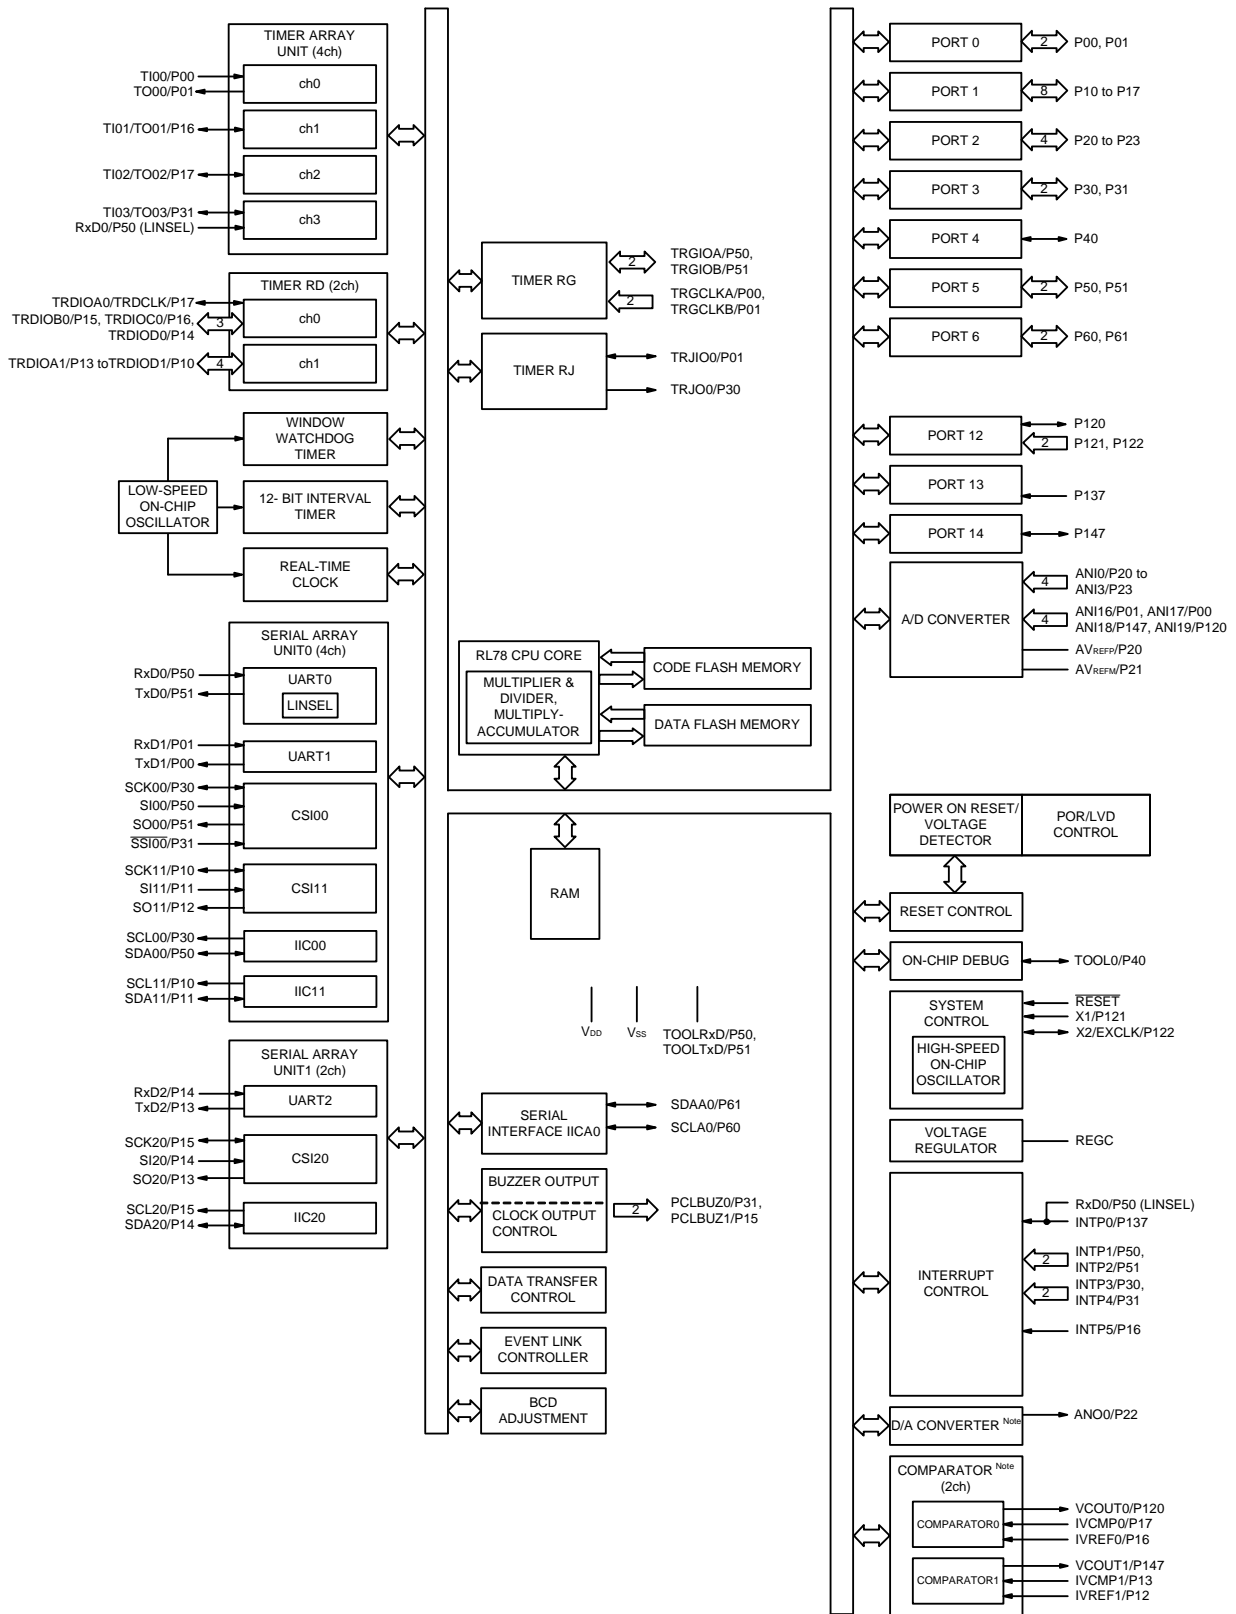 TIMER ARRAY
UNIT (4ch)
TI00/P00
TO00/P01
ch0
TI01/TO01/P16
ch1
TI02/TO02/P17
ch2
TI03/TO03/P31
RxD0/P50 (LINSEL)
ch3
TIMER RD (2ch)
TRDIOA0/TRDCLK/P17
TRDIOB0/P15, TRDIOC0/P16,
TRDIOD0/P14
3
ch0
TRDIOA1/P13 toTRDIOD1/P10
4
ch1
WINDOW
WATCHDOG
TIMER
LOW-SPEED
ON-CHIP
OSCILLATOR
12- BIT INTERVAL
TIMER
REAL-TIME
CLOCK
SERIAL ARRAY
UNIT0 (4ch)
RxD0/P50
TxD0/P51
UART0
LINSEL
RxD1/P01
TxD1/P00
UART1
SCK00/P30
SI00/P50
SO00/P51
SSI00/P31
CSI00
SCK11/P10
SI11/P11
SO11/P12
CSI11
SCL00/P30
SDA00/P50
IIC00
SCL11/P10
SDA11/P11
IIC11
SERIAL ARRAY
UNIT1 (2ch)
RxD2/P14
TxD2/P13
UART2
SCK20/P15
SI20/P14
SO20/P13
CSI20
SCL20/P15
SDA20/P14
IIC20
TIMER RG
2
TRGIOA/P50,
TRGIOB/P51
2
TRGCLKA/P00,
TRGCLKB/P01
TIMER RJ
TRJIO0/P01
TRJO0/P30
RL78 CPU CORE
MULTIPLIER &
DIVIDER,
MULTIPLY-
ACCUMULATOR
CODE FLASH MEMORY
DATA FLASH MEMORY
RAM
VDD
VSS
TOOLRxD/P50,
TOOLTxD/P51
SERIAL
INTERFACE IICA0
SDAA0/P61
SCLA0/P60
BUZZER OUTPUT
CLOCK OUTPUT
CONTROL
2
PCLBUZ0/P31,
PCLBUZ1/P15
DATA TRANSFER
CONTROL
EVENT LINK
CONTROLLER
BCD
ADJUSTMENT
PORT 0
2
P00, P01
PORT 1
8
P10 to P17
PORT 2
4
P20 to P23
PORT 3
2
P30, P31
PORT 4
P40
PORT 5
2
P50, P51
PORT 6
2
P60, P61
PORT 12
P120
2
P121, P122
PORT 13
P137
PORT 14
P147
A/D CONVERTER
4
ANI0/P20 to
ANI3/P23
4
ANI16/P01, ANI17/P00
ANI18/P147, ANI19/P120
AVREFP/P20
AVREFM/P21
POWER ON RESET/
VOLTAGE
DETECTOR
POR/LVD
CONTROL
RESET CONTROL
ON-CHIP DEBUG
TOOL0/P40
SYSTEM
CONTROL
HIGH-SPEED
ON-CHIP
OSCILLATOR
RESET
X1/P121
X2/EXCLK/P122
VOLTAGE
REGULATOR
REGC
INTERRUPT
CONTROL
RxD0/P50 (LINSEL)
INTP0/P137
2
INTP1/P50,
INTP2/P51
2
INTP3/P30,
INTP4/P31
INTP5/P16
D/A CONVERTER Note
ANO0/P22
COMPARATOR Note
(2ch)
COMPARATOR0
VCOUT0/P120
IVCMP0/P17
IVREF0/P16
COMPARATOR1
VCOUT1/P147
IVCMP1/P13
IVREF1/P12